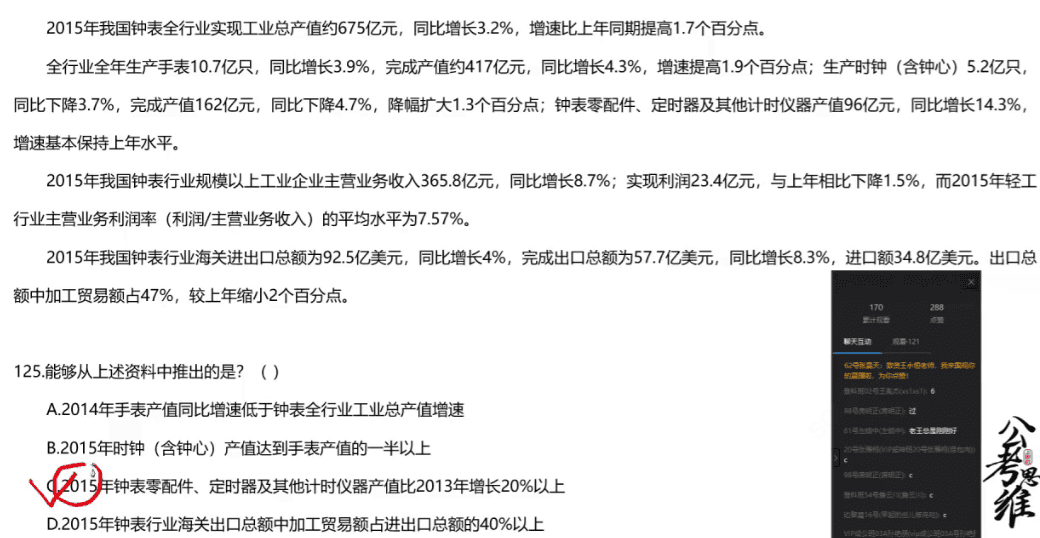 2015年我国钟表全行业实现工业总产值约675亿元，同比增长3.2%，增速比上年同期提高1.7个百分点。
全行业全年生产手表10.7亿只，同比增长3.9%，完成产值约417亿元，同比增长4.3%，增速提高1.9个百分点；生产时钟（含钟心）5.2亿只，
同比下降3.7%，完成产值162亿元，同比下降4.7%，降幅扩大1.3个百分点；钟表零配件、定时器及其他计时仪器产值96亿元，同比增长14.3%，
增速基本保持上年水平。
2015年我国钟表行业规模以上工业企业主营业务收入365.8亿元，同比增长8.7%；实现利润23.4亿元，与上年相比下降1.5%，而2015年轻工
行业主营业务利润率（利润/主营业务收入）的平均水平为7.57%。
2015年我国钟表行业海关进出口总额为92.5亿美元，同比增长4%，完成出口总额为57.7亿美元，同比增长8.3%，进口额34.8亿美元。出口总
额中加工贸易额占47%，较上年缩小2个百分点。
170 288
累计观看 点赞
聊天互动 观看·121
6
过
老王总是刚刚好
c
c
c
c
125.能够从上述资料中推出的是？（ ）
A.2014年手表产值同比增速低于钟表全行业工业总产值增速
B.2015年时钟（含钟心）产值达到手表产值的一半以上
C.2015年钟表零配件、定时器及其他计时仪器产值比2013年增长20%以上
D.2015年钟表行业海关出口总额中加工贸易额占进出口总额的40%以上
公考思维